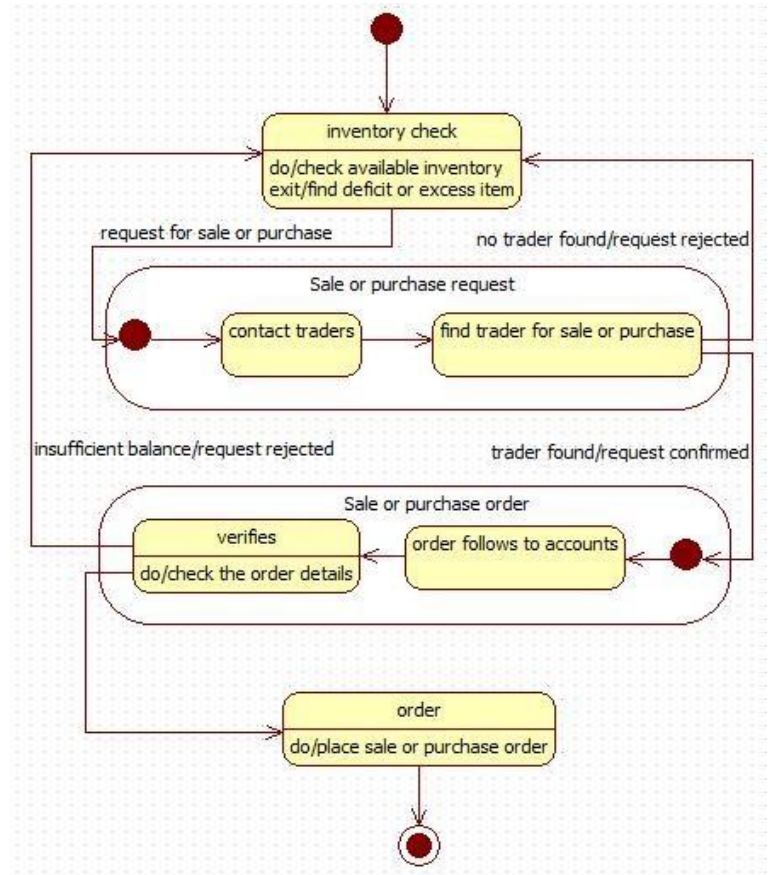 inventory check
do/check available inventory
exit/find deficit or excess item
request for sale or purchase
no trader found/request rejected
Sale or purchase request
contact traders
find trader for sale or purchase
insufficient balance/request rejected
trader found/request confirmed
Sale or purchase order
verifies
do/check the order details
order follows to accounts
order
do/place sale or purchase order